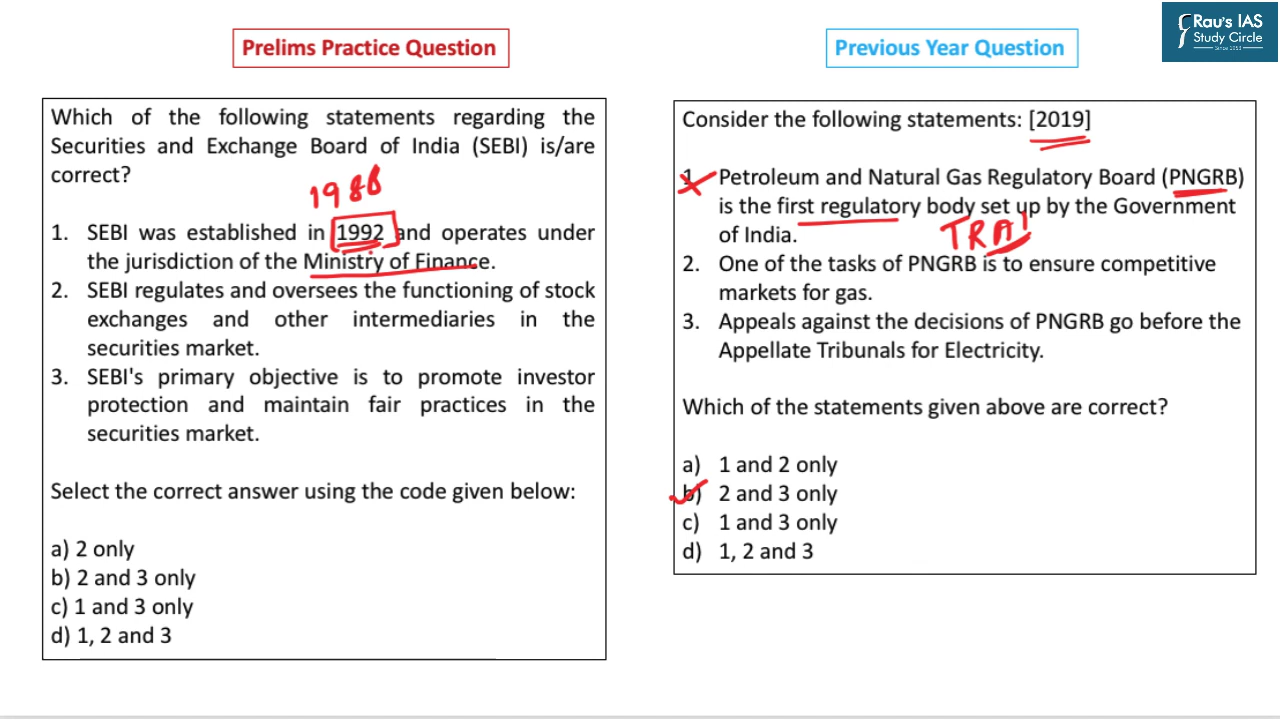 Prelims Practice Question
Which of the following statements regarding the
Securities and Exchange Board of India (SEBI) is/are
correct?
1988
1. SEBI was established in 1992 and operates under
the jurisdiction of the Ministry of Finance.
2. SEBI regulates and oversees the functioning of stock
exchanges and other intermediaries in the
securities market.
3. SEBI's primary objective is to promote investor
protection and maintain fair practices in the
securities market.
Select the correct answer using the code given below:
a) 2 only
b) 2 and 3 only
c) 1 and 3 only
d) 1, 2 and 3
Previous Year Question
Rau's IAS
Study Circle
Since 1953
Consider the following statements: [2019]
1. Petroleum and Natural Gas Regulatory Board (PNGRB)
is the first regulatory body set up by the Government
of India.
TRAI
2. One of the tasks of PNGRB is to ensure competitive
markets for gas.
3. Appeals against the decisions of PNGRB go before the
Appellate Tribunals for Electricity.
Which of the statements given above are correct?
a) 1 and 2 only
b) 2 and 3 only
c) 1 and 3 only
d) 1, 2 and 3